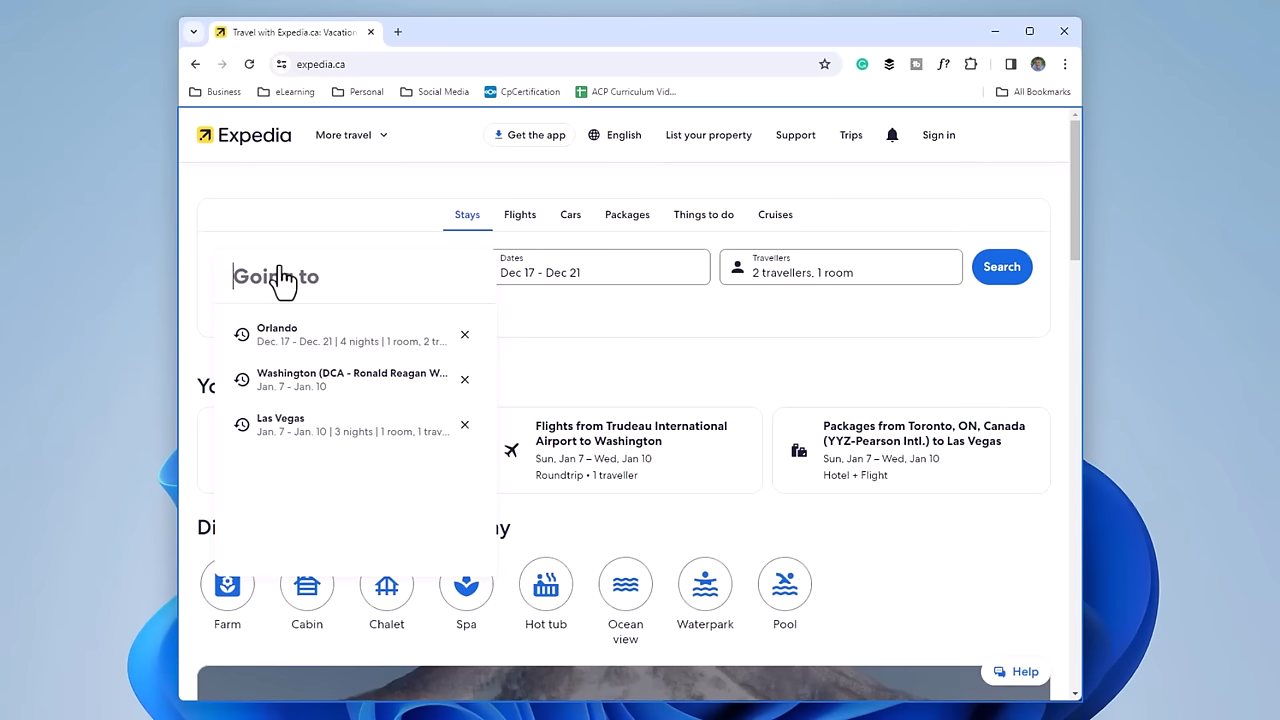 Travel with Expedia.ca: Vacation
expedia.ca
Business
eLearning
Personal
Social Media
CpCertification
ACP Curriculum Vid...
All Bookmarks
Expedia
More travel
Get the app
English
List your property
Support
Trips
Sign in
Stays
Flights
Cars
Packages
Things to do
Cruises
Going to
Dates
Dec 17 - Dec 21
Travellers
2 travellers, 1 room
Search
Orlando
Dec. 17 - Dec. 21 | 4 nights | 1 room, 2 tr...
Washington (DCA - Ronald Reagan W...
Jan. 7 - Jan. 10
Las Vegas
Jan. 7 - Jan. 10 | 3 nights | 1 room, 1 trav...
Flights from Trudeau International
Airport to Washington
Sun, Jan 7 – Wed, Jan 10
Roundtrip • 1 traveller
Packages from Toronto, ON, Canada
(YYZ-Pearson Intl.) to Las Vegas
Sun, Jan 7 – Wed, Jan 10
Hotel + Flight
Farm
Cabin
Chalet
Spa
Hot tub
Ocean
view
Waterpark
Pool
Help